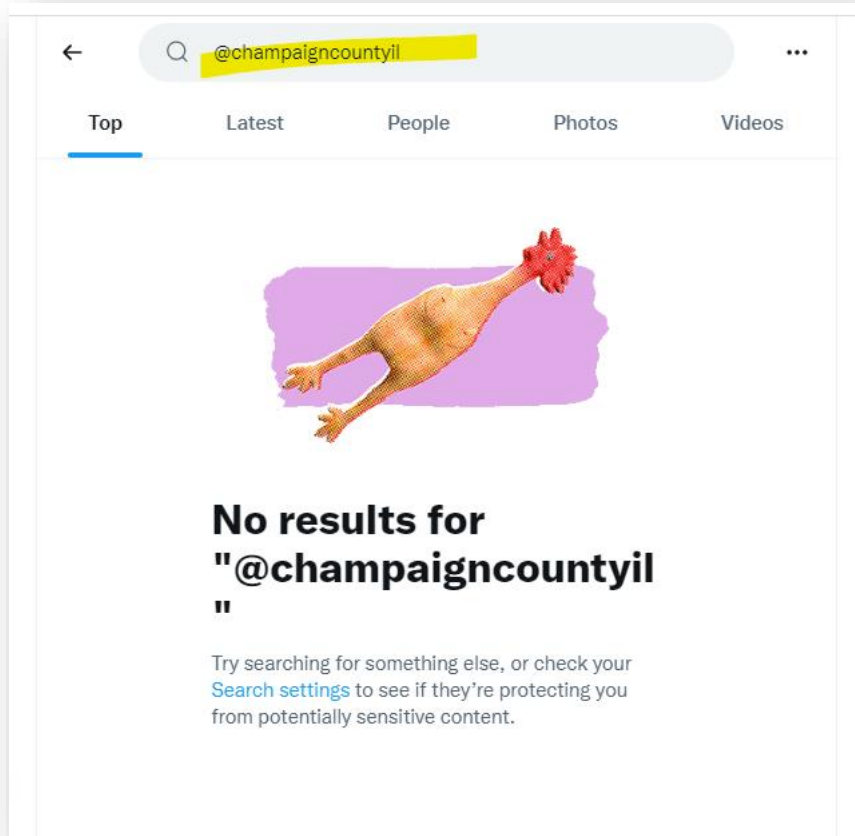 @champaigncountyil
Top Latest People Photos Videos
No results for
"@champaigncountyil
"
Try searching for something else, or check your
Search settings to see if they're protecting you
from potentially sensitive content.